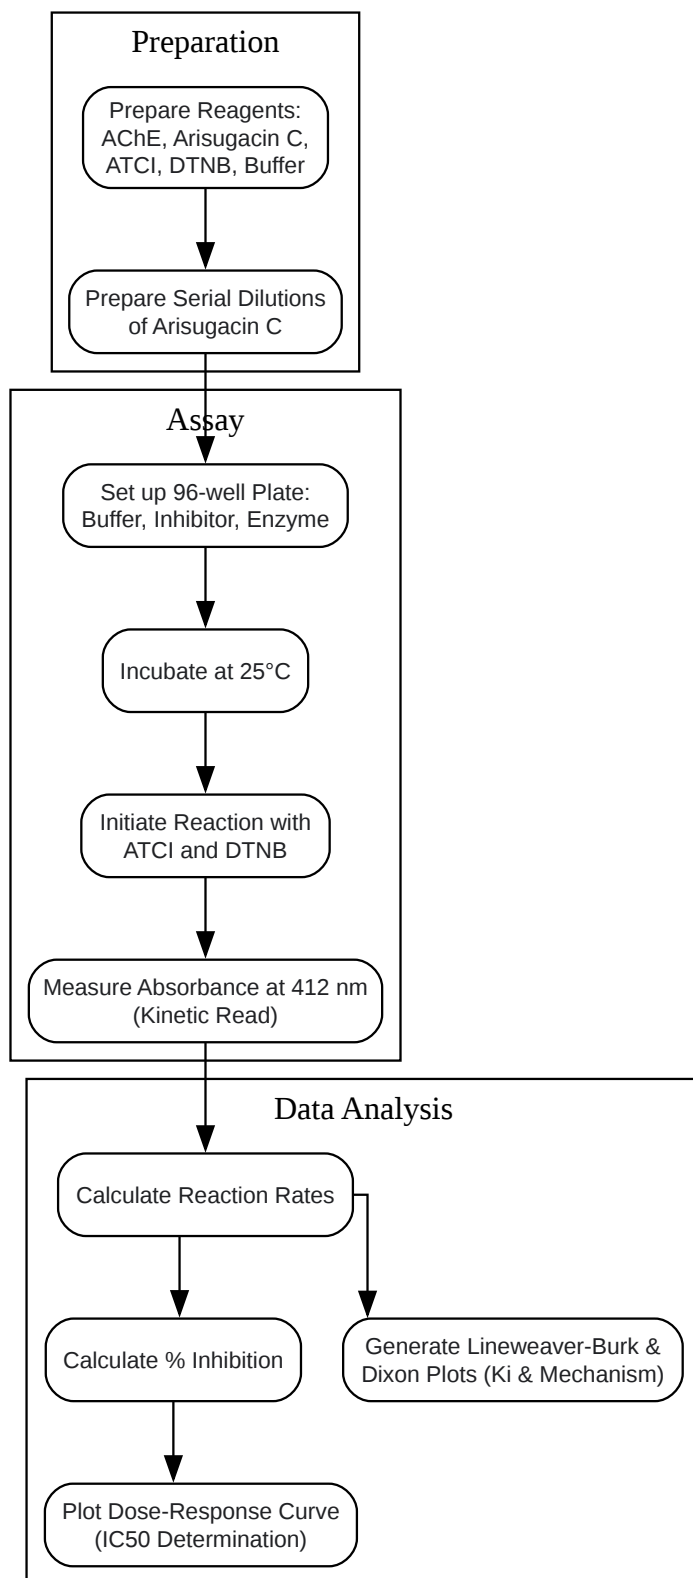 Preparation
Prepare Reagents:
AChE, Arisugacin C,
ATCI, DTNB, Buffer
Prepare Serial Dilutions
of Arisugacin C
Assay
Set up 96-well Plate:
Buffer, Inhibitor, Enzyme
Incubate at 25°C
Initiate Reaction with
ATCI and DTNB
Measure Absorbance at 412 nm
(Kinetic Read)
Data Analysis
Calculate Reaction Rates
Calculate % Inhibition
Generate Lineweaver-Burk &
Dixon Plots (Ki & Mechanism)
Plot Dose-Response Curve
(IC50 Determination)